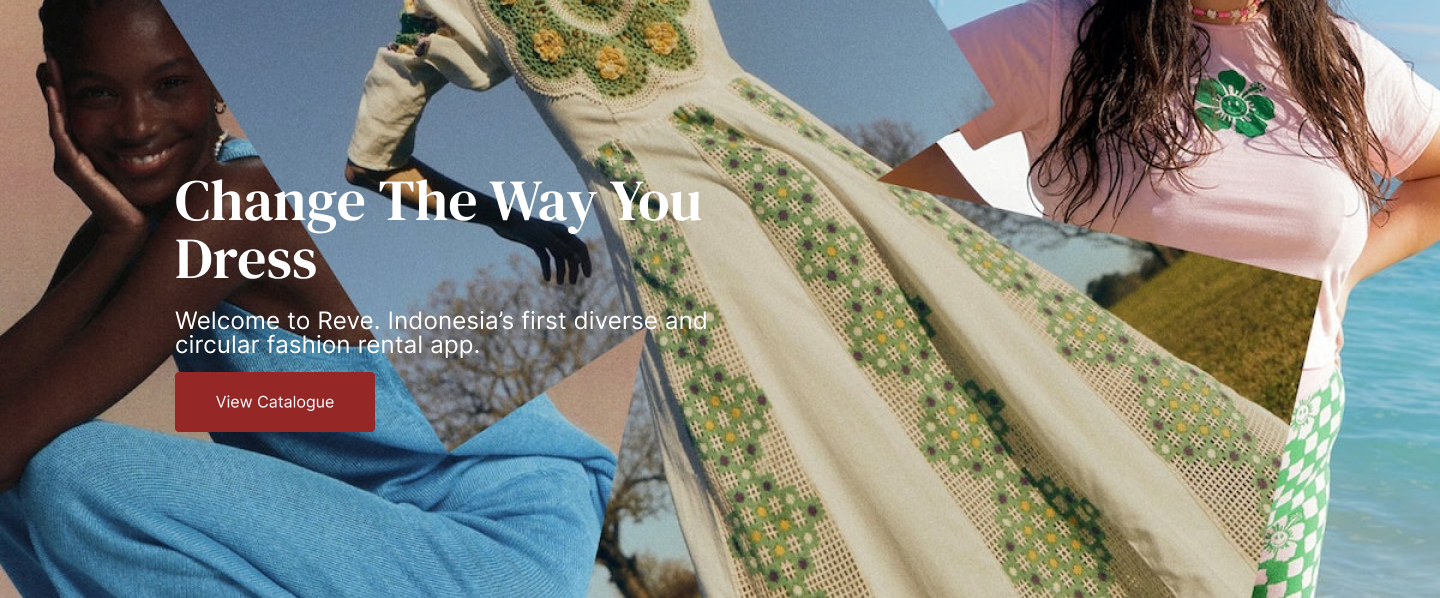 Change The Way You
Dress
Welcome to Reve. Indonesia’s first diverse and
circular fashion rental app.
View Catalogue